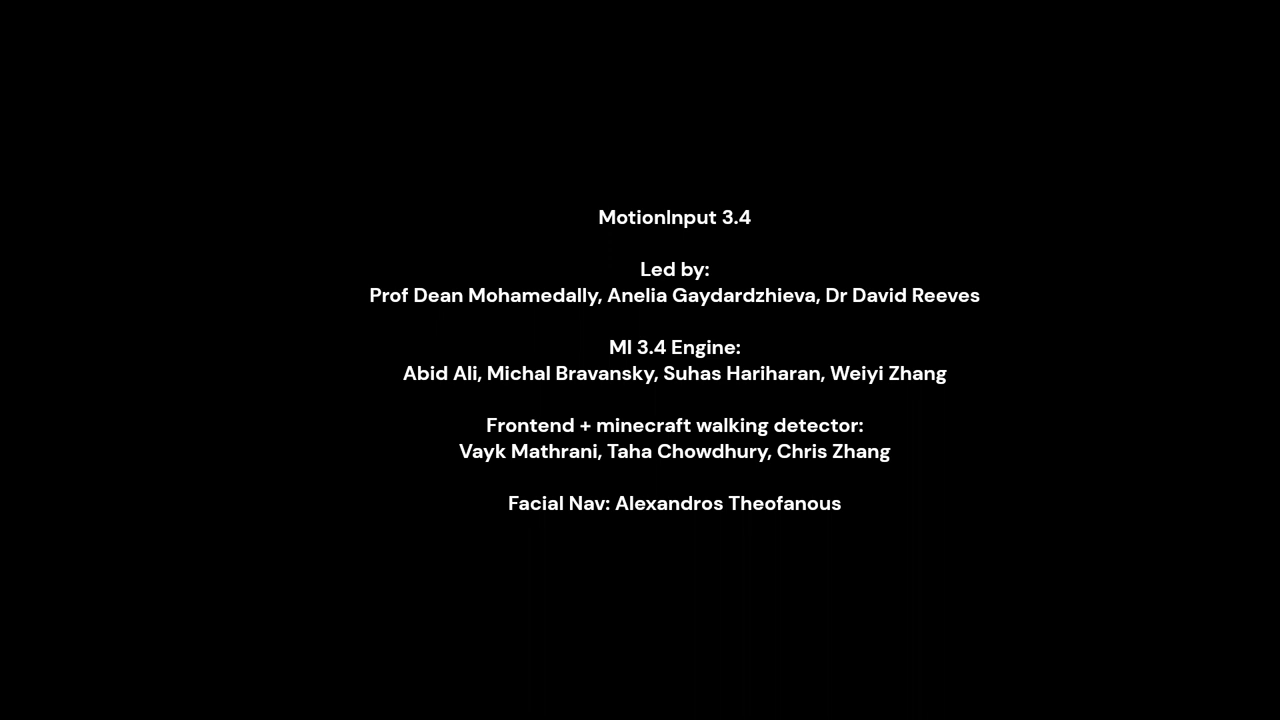 MotionInput 3.4
Led by:
Prof Dean Mohamedally, Anelia Gaydardzhieva, Dr David Reeves
MI 3.4 Engine:
Abid Ali, Michal Bravansky, Suhas Hariharan, Weiyi Zhang
Frontend + minecraft walking detector:
Vayk Mathrani, Taha Chowdhury, Chris Zhang
Facial Nav: Alexandros Theofanous